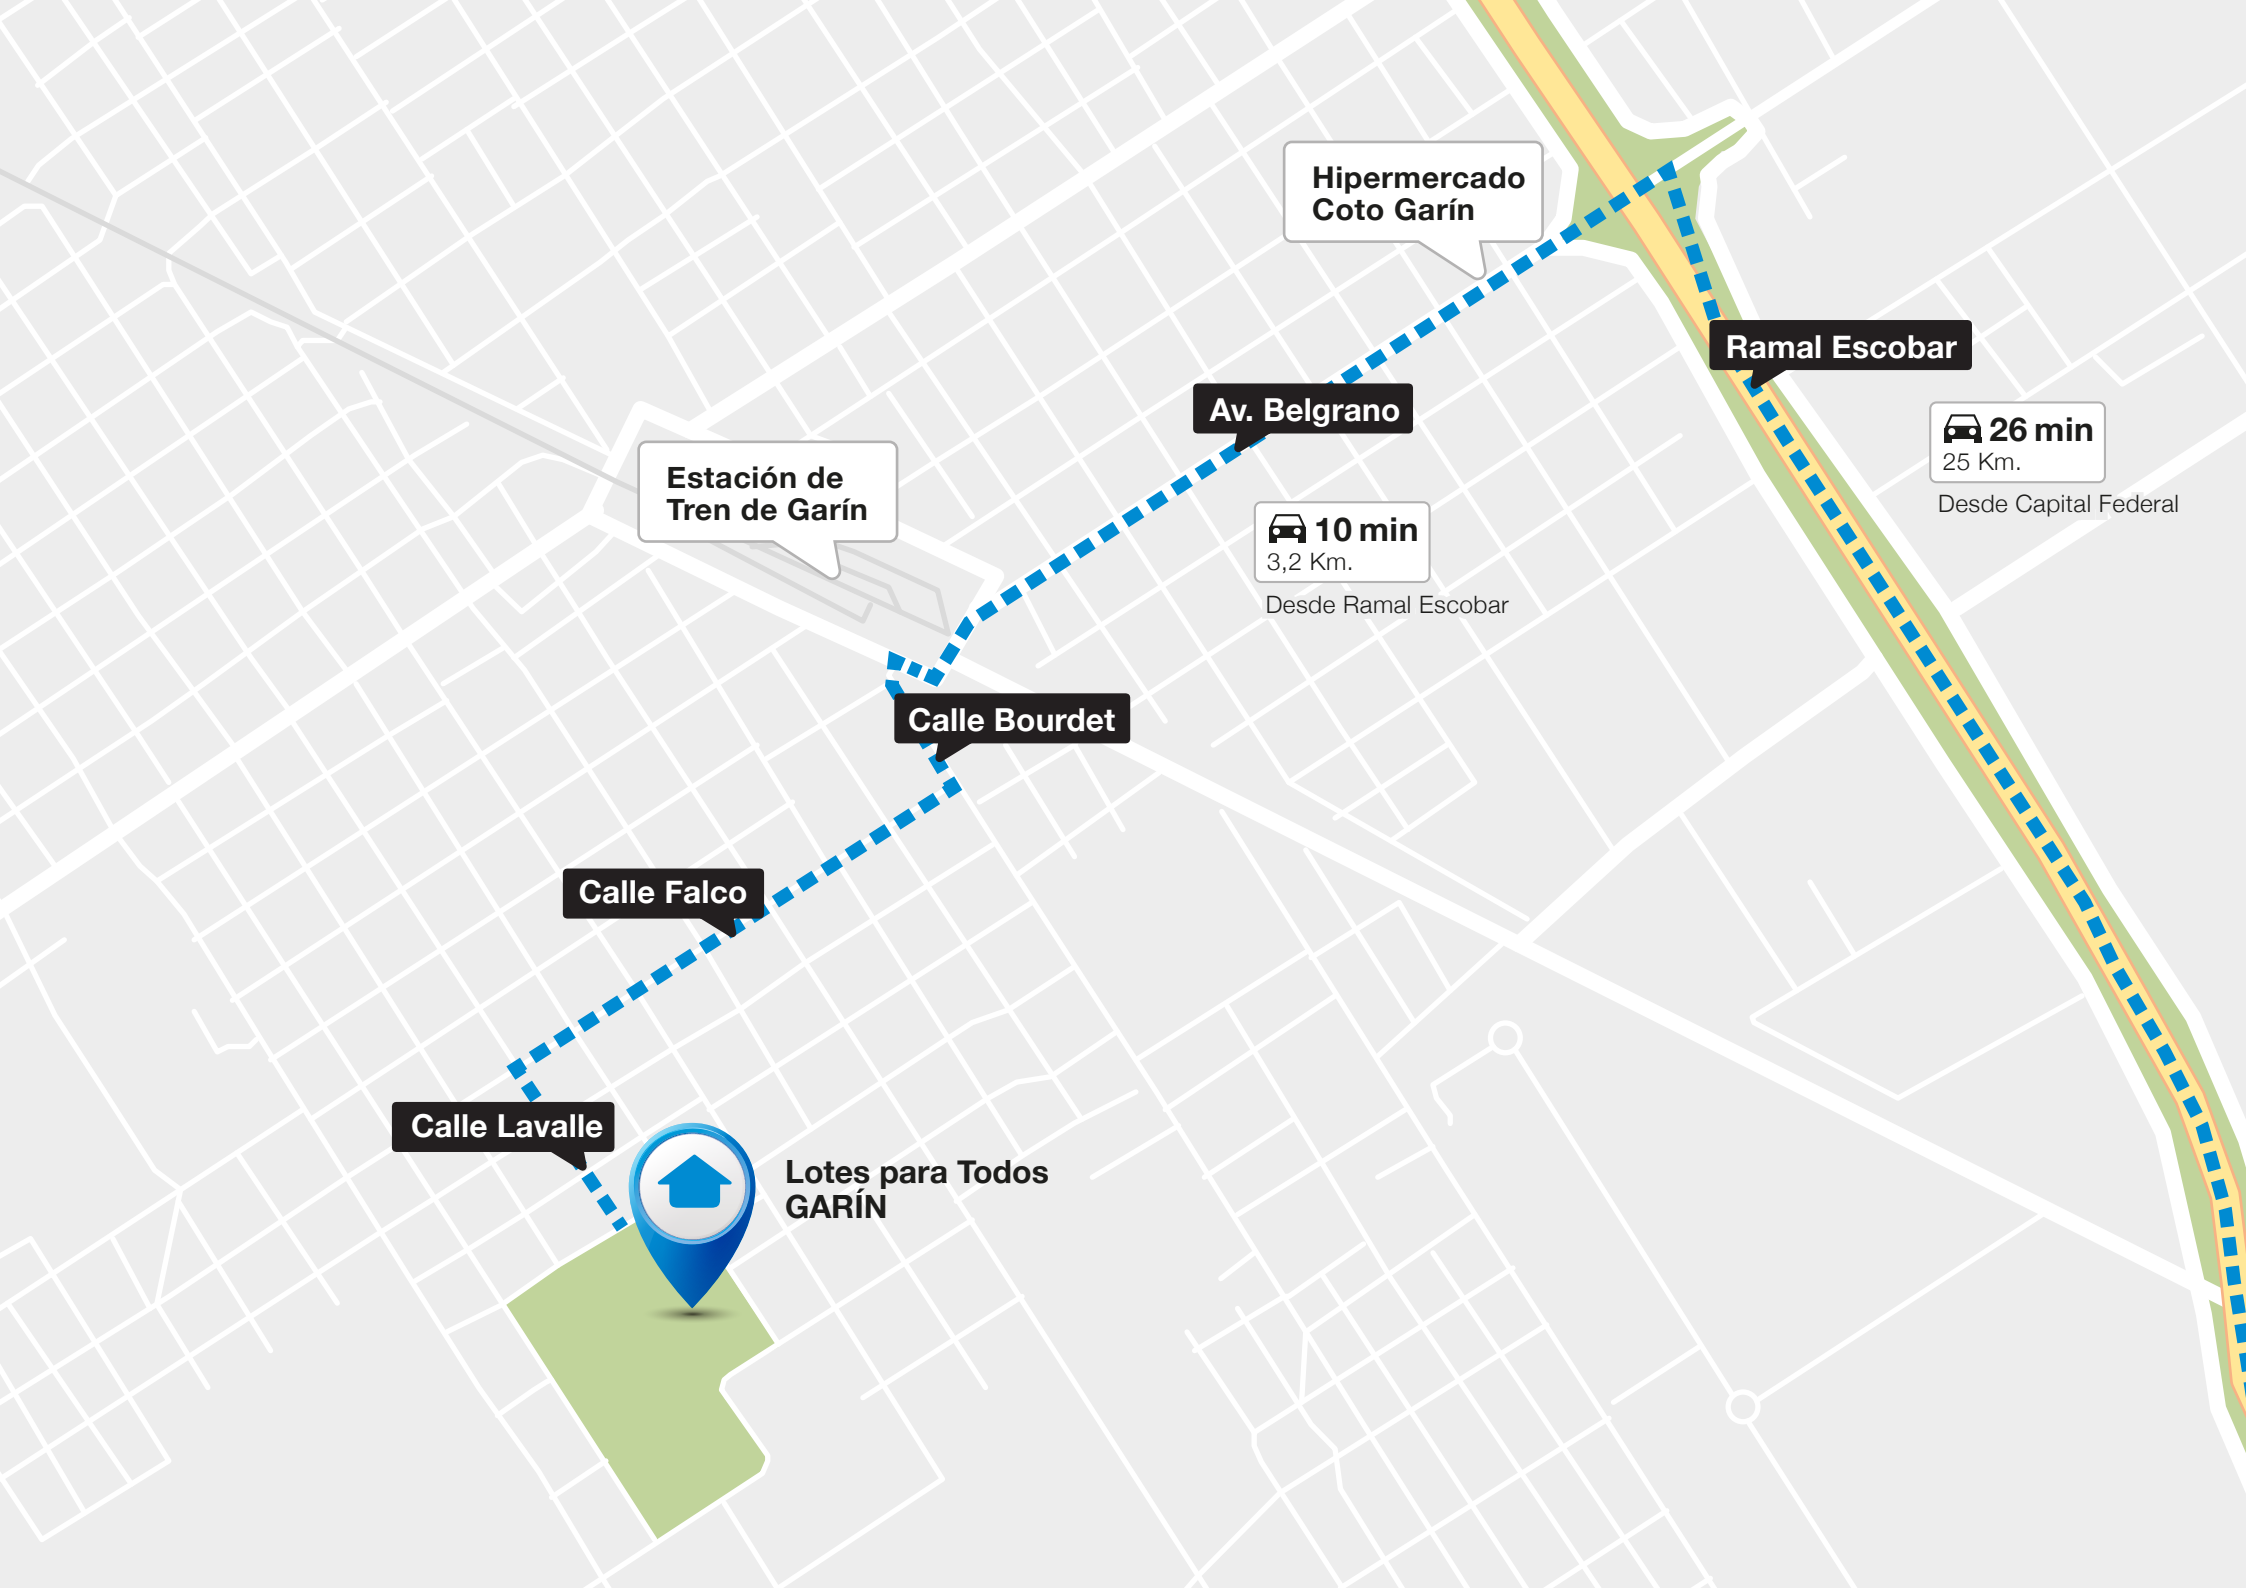 Hipermercado
Coto Garín
Ramal Escobar
Av. Belgrano
26 min
25 Km.
Desde Capital Federal
Estación de
Tren de Garín
10 min
3,2 Km.
Desde Ramal Escobar
Calle Bourdet
Calle Falco
Calle Lavalle
Lotes para Todos
GARÍN